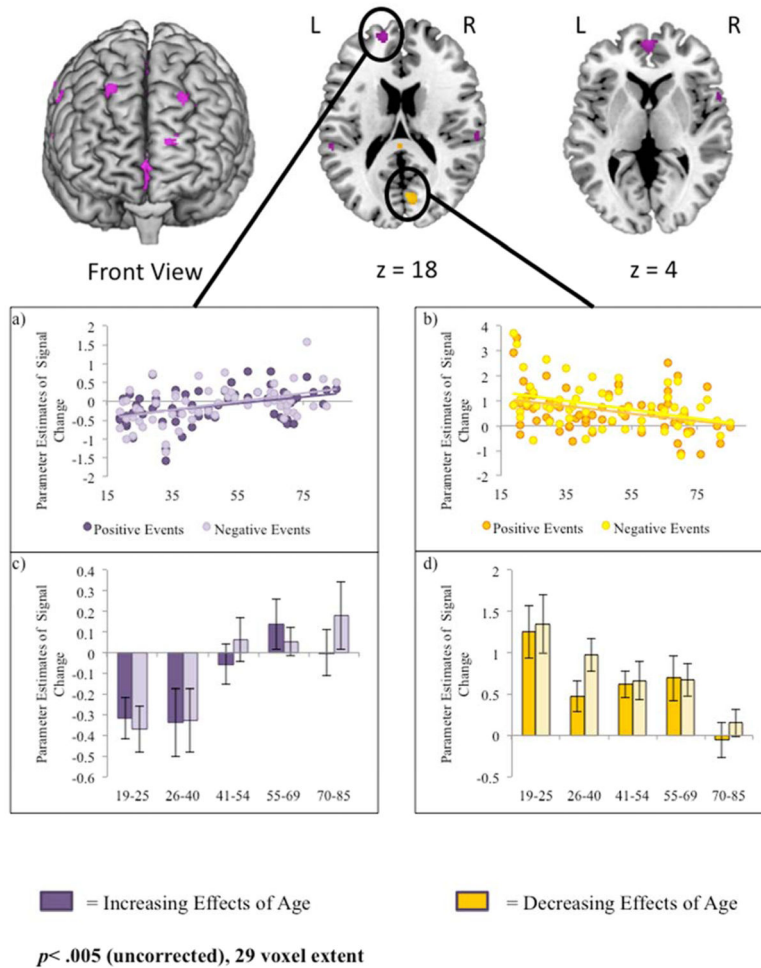 L R L R
Front View z = 18 z = 4
a)
Parameter Estimates of Signal
Change
2
1.5
1
0.5
0
-0.5
-1
-1.5
-2
15 35 55 75
Positive Events Negative Events
b)
Parameter Estimates of Signal
Change
4
3
2
1
0
-1
-2
15 35 55 75
Positive Events Negative Events
c)
Parameter Estimates of Signal
Change
0.4
0.3
0.2
0.1
0
-0.1
-0.2
-0.3
-0.4
-0.5
-0.6
19-25 26-40 41-54 55-69 70-85
d)
Parameter Estimates of Signal
Change
2
1.5
1
0.5
0
-0.5
19-25 26-40 41-54 55-69 70-85
= Increasing Effects of Age = Decreasing Effects of Age
p< .005 (uncorrected), 29 voxel extent